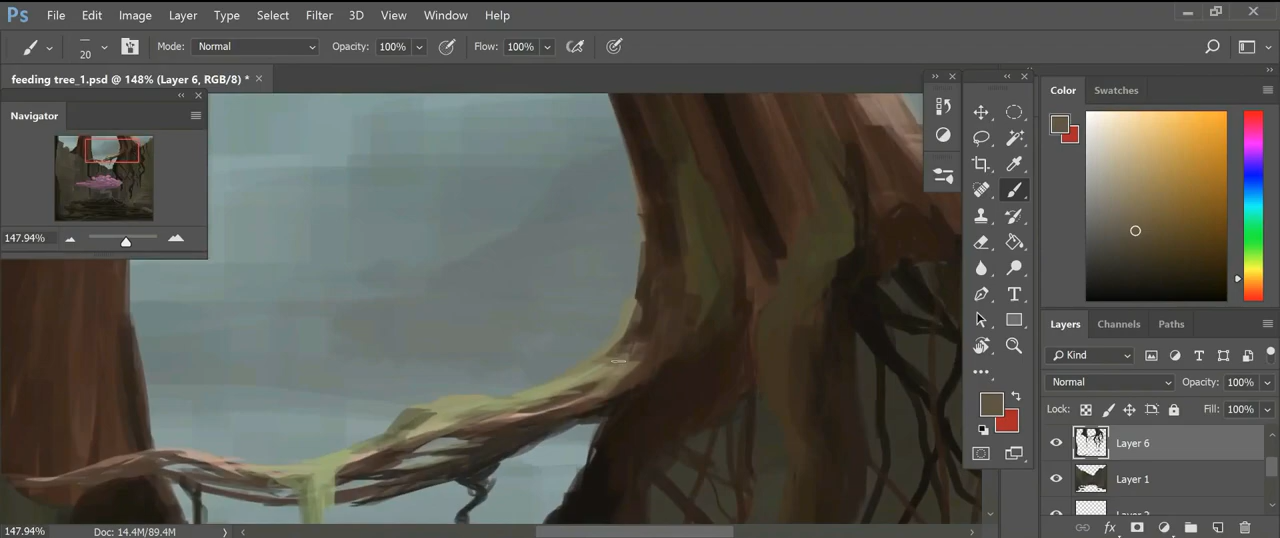 Ps File Edit Image Layer Type Select Filter 3D View Window Help
20 Mode: Normal Opacity: 100% Flow: 100%
feeding tree_1.psd @ 148% (Layer 6, RGB/8) *
Navigator
147.94%
Color Swatches
Layers Channels Paths
Kind
Normal Opacity: 100%
Lock: Fill: 100%
Layer 6
Layer 1
fx
147.94% Doc: 14.4M/89.4M